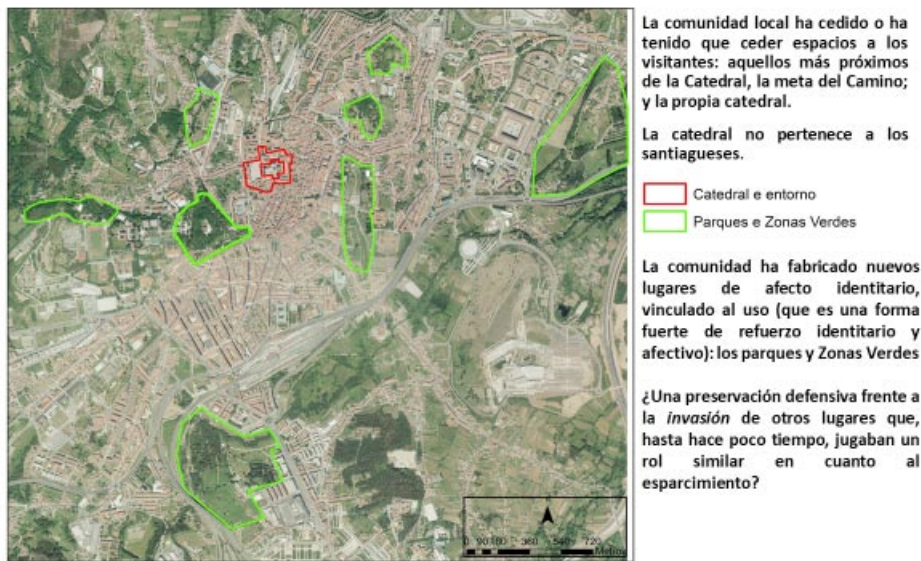 La comunidad local ha cedido o ha
tenido que ceder espacios a los
visitantes: aquellos más próximos
de la Catedral, la meta del Camino;
y la propia catedral.
La catedral no pertenece a los
santiagueses.
Catedral e entorno
Parques e Zonas Verdes
La comunidad ha fabricado nuevos
lugares de afecto identitario,
vinculado al uso (que es una forma
fuerte de refuerzo identitario y
afectivo): los parques y Zonas Verdes
¿Una preservación defensiva frente a
la invasión de otros lugares que,
hasta hace poco tiempo, jugaban un
rol similar en cuanto al
esparcimiento?
0 90 180 360 540 720